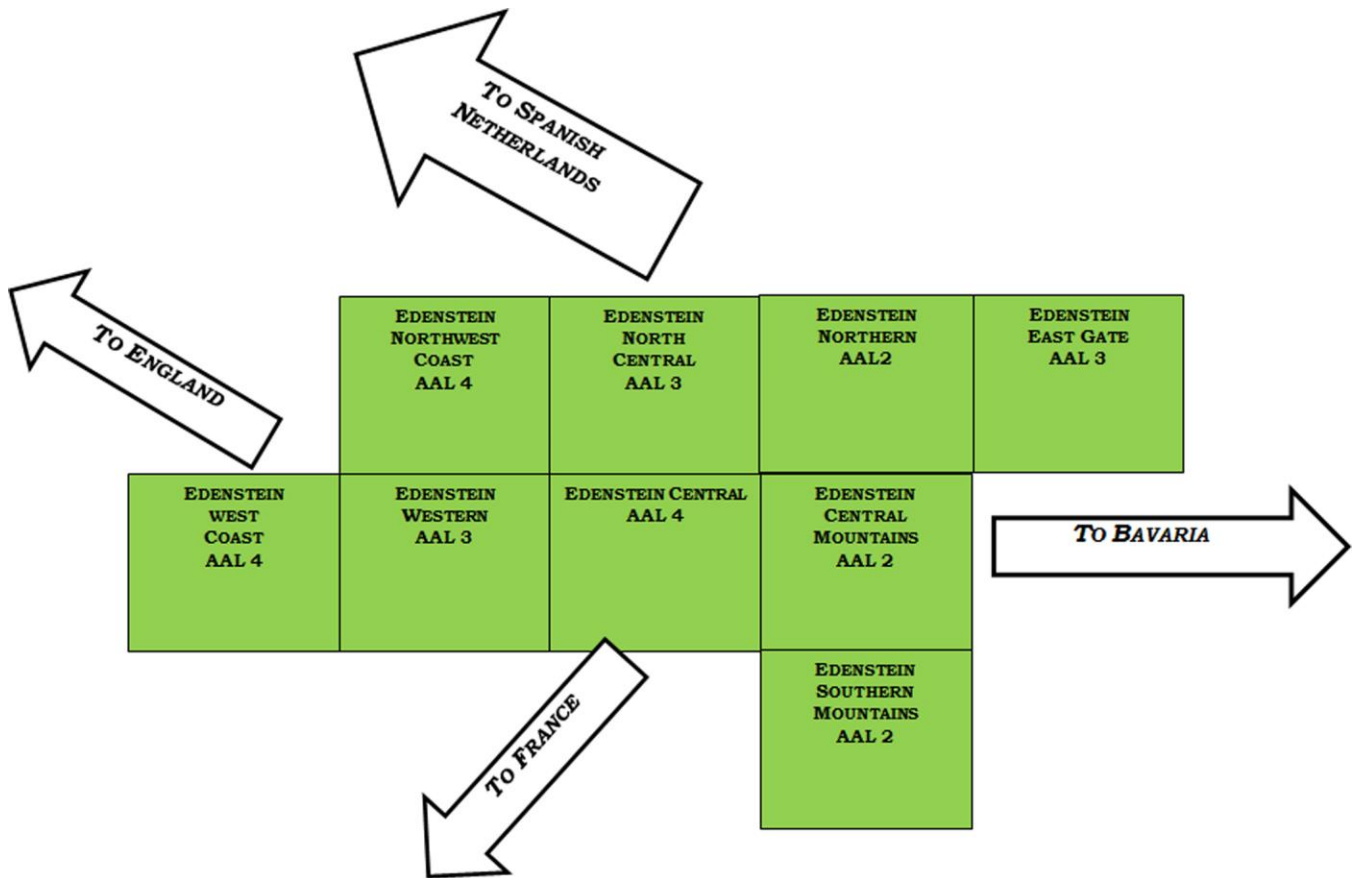 TO SPANISH
NETHERLANDS
TO ENGLAND
EDENSTEIN
NORTHWEST
COAST
AAL 4
EDENSTEIN
NORTH
CENTRAL
AAL 3
EDENSTEIN
NORTHERN
AAL2
EDENSTEIN
EAST GATE
AAL 3
EDENSTEIN
WEST
COAST
AAL 4
EDENSTEIN
WESTERN
AAL 3
EDENSTEIN CENTRAL
AAL 4
EDENSTEIN
CENTRAL
MOUNTAINS
AAL 2
TO BAVARIA
EDENSTEIN
SOUTHERN
MOUNTAINS
AAL 2
TO FRANCE